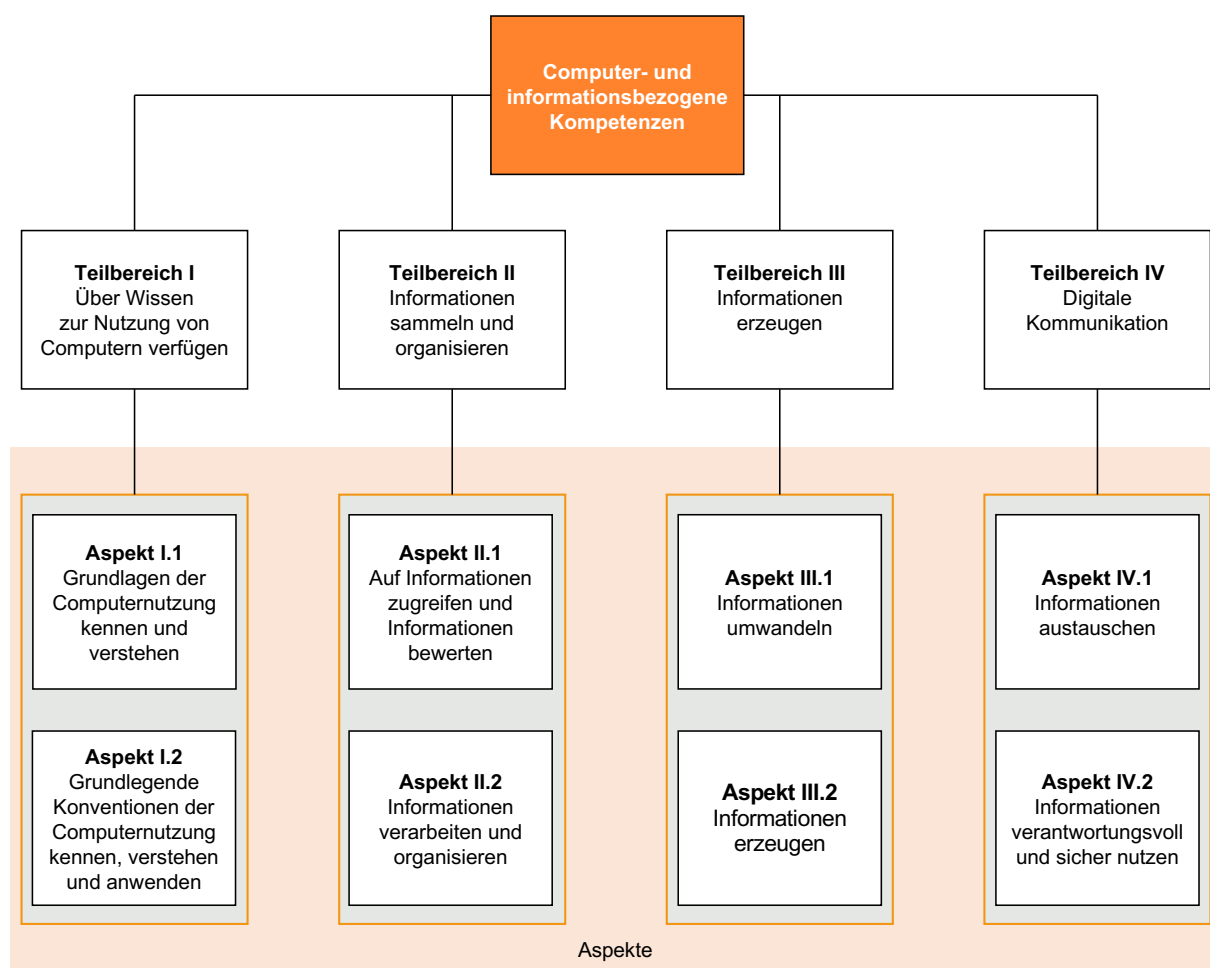 Computer- und
informationsbezogene
Kompetenzen
Teilbereich I
Über Wissen
zur Nutzung von
Computern verfügen
Teilbereich II
Informationen
sammeln und
organisieren
Teilbereich III
Informationen
erzeugen
Teilbereich IV
Digitale
Kommunikation
Aspekt I.1
Grundlagen der
Computernutzung
kennen und
verstehen
Aspekt II.1
Auf Informationen
zugreifen und
Informationen
bewerten
Aspekt III.1
Informationen
umwandeln
Aspekt IV.1
Informationen
austauschen
Aspekt I.2
Grundlegende
Konventionen der
Computernutzung
kennen, verstehen
und anwenden
Aspekt II.2
Informationen
verarbeiten und
organisieren
Aspekt III.2
Informationen
erzeugen
Aspekt IV.2
Informationen
verantwortungsvoll
und sicher nutzen
Aspekte